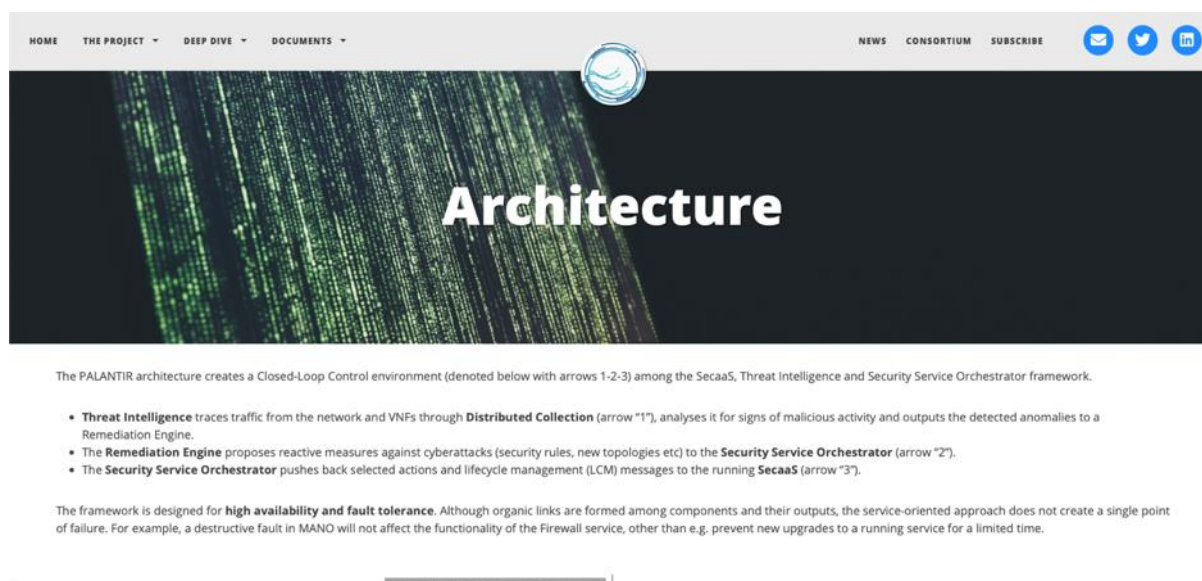 HOME THE PROJECT DEEP DIVE DOCUMENTS NEWS CONSORTIUM SUBSCRIBE
Architecture
The PALANTIR architecture creates a Closed-Loop Control environment (denoted below with arrows 1-2-3) among the SecaaS, Threat Intelligence and Security Service Orchestrator framework.
• Threat Intelligence traces traffic from the network and VNFs through Distributed Collection (arrow "1"), analyses it for signs of malicious activity and outputs the detected anomalies to a
Remediation Engine.
• The Remediation Engine proposes reactive measures against cyberattacks (security rules, new topologies etc) to the Security Service Orchestrator (arrow "2").
• The Security Service Orchestrator pushes back selected actions and lifecycle management (LCM) messages to the running SecaaS (arrow "3").
The framework is designed for high availability and fault tolerance. Although organic links are formed among components and their outputs, the service-oriented approach does not create a single point
of failure. For example, a destructive fault in MANO will not affect the functionality of the Firewall service, other than e.g. prevent new upgrades to a running service for a limited time.